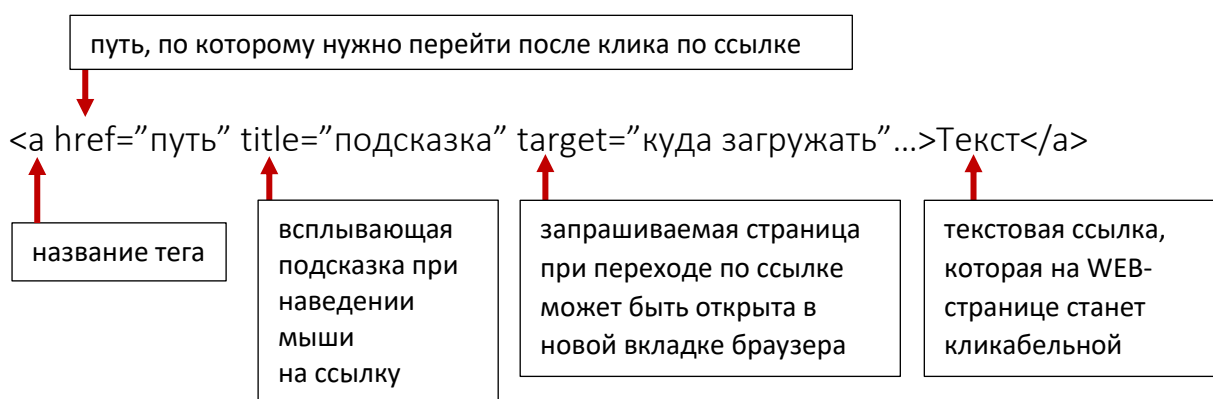 путь, по которому нужно перейти после клика по ссылке
<a href=”путь” title=”подсказка” target=”куда загружать”...>Текст</a>
название тега
всплывающая
подсказка при
наведении
мыши
на ссылку
запрашиваемая страница
при переходе по ссылке
может быть открыта в
новой вкладке браузера
текстовая ссылка,
которая на WEB-
странице станет
кликабельной